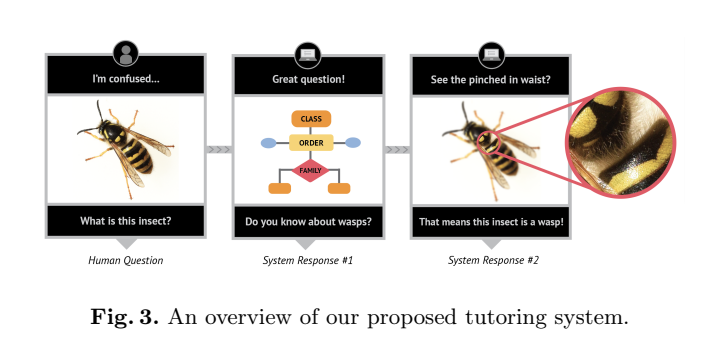 I'm confused...
What is this insect?
Human Question
Great question!
CLASS
ORDER
FAMILY
Do you know about wasps?
System Response #1
See the pinched in waist?
That means this insect is a wasp!
System Response #2
Fig. 3. An overview of our proposed tutoring system.